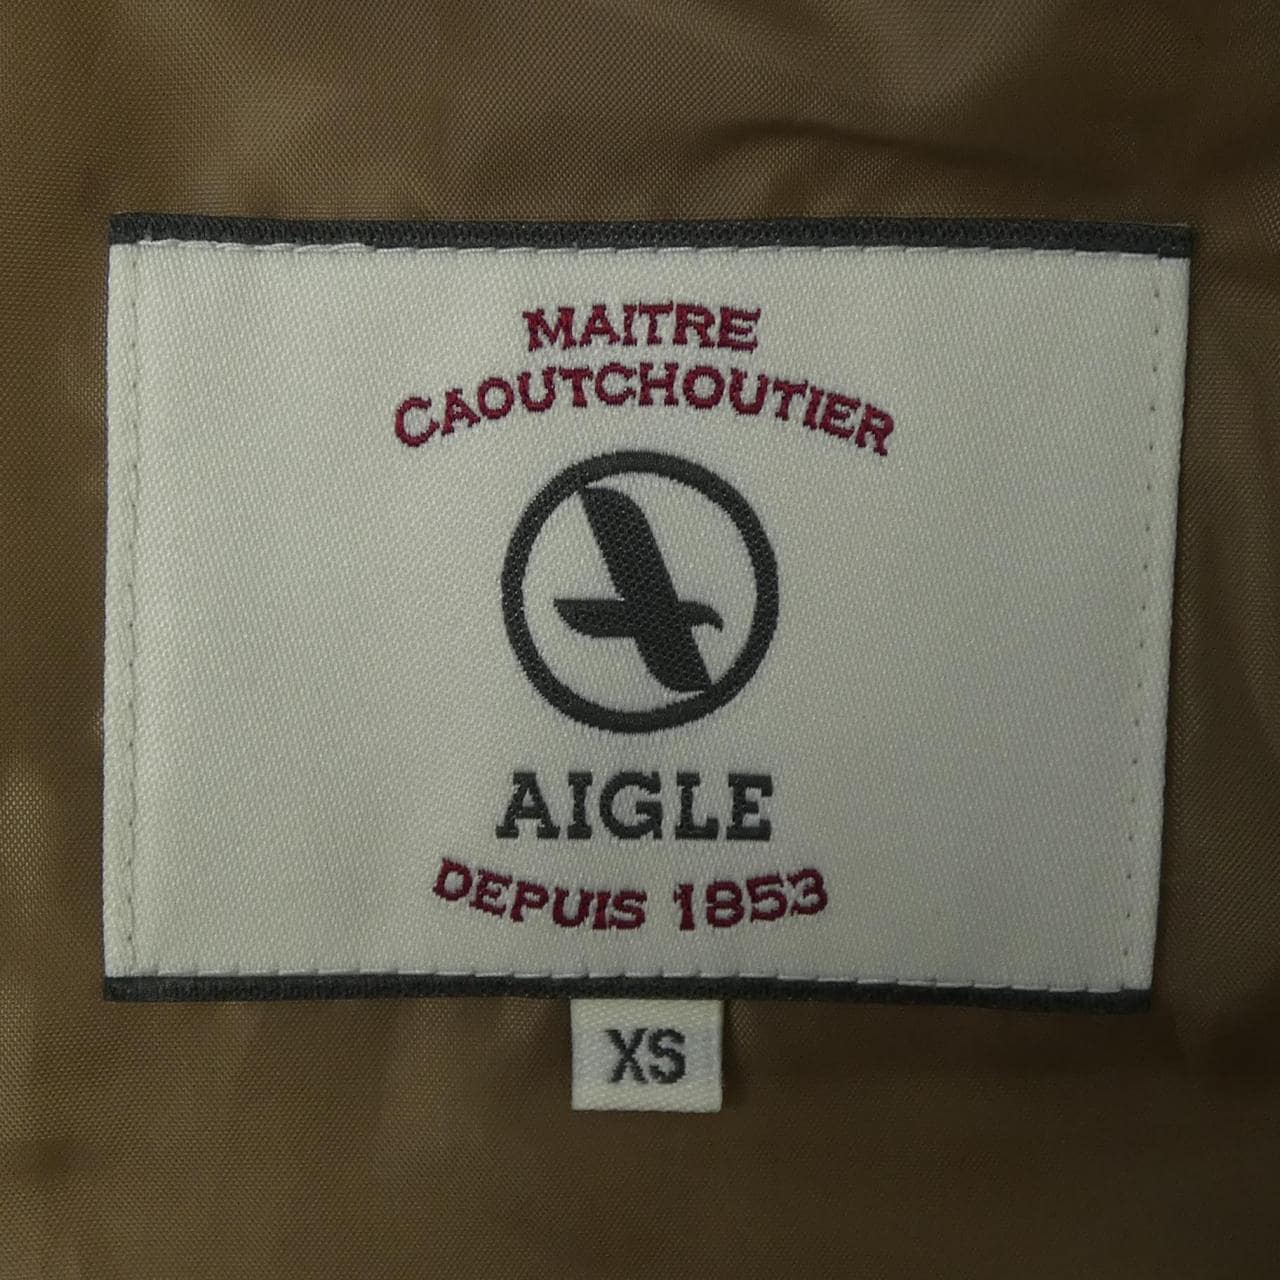 MAITRE
CAOUTCHOUTIER
AIGLE
DEPUIS 1853
XS